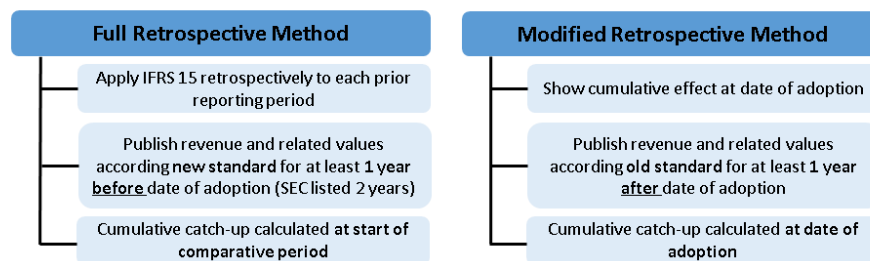 Full Retrospective Method
Apply IFRS 15 retrospectively to each prior
reporting period
Publish revenue and related values
according new standard for at least 1 year
before date of adoption (SEC listed 2 years)
Cumulative catch-up calculated at start of
comparative period
Modified Retrospective Method
Show cumulative effect at date of adoption
Publish revenue and related values
according old standard for at least 1 year
after date of adoption
Cumulative catch-up calculated at date of
adoption